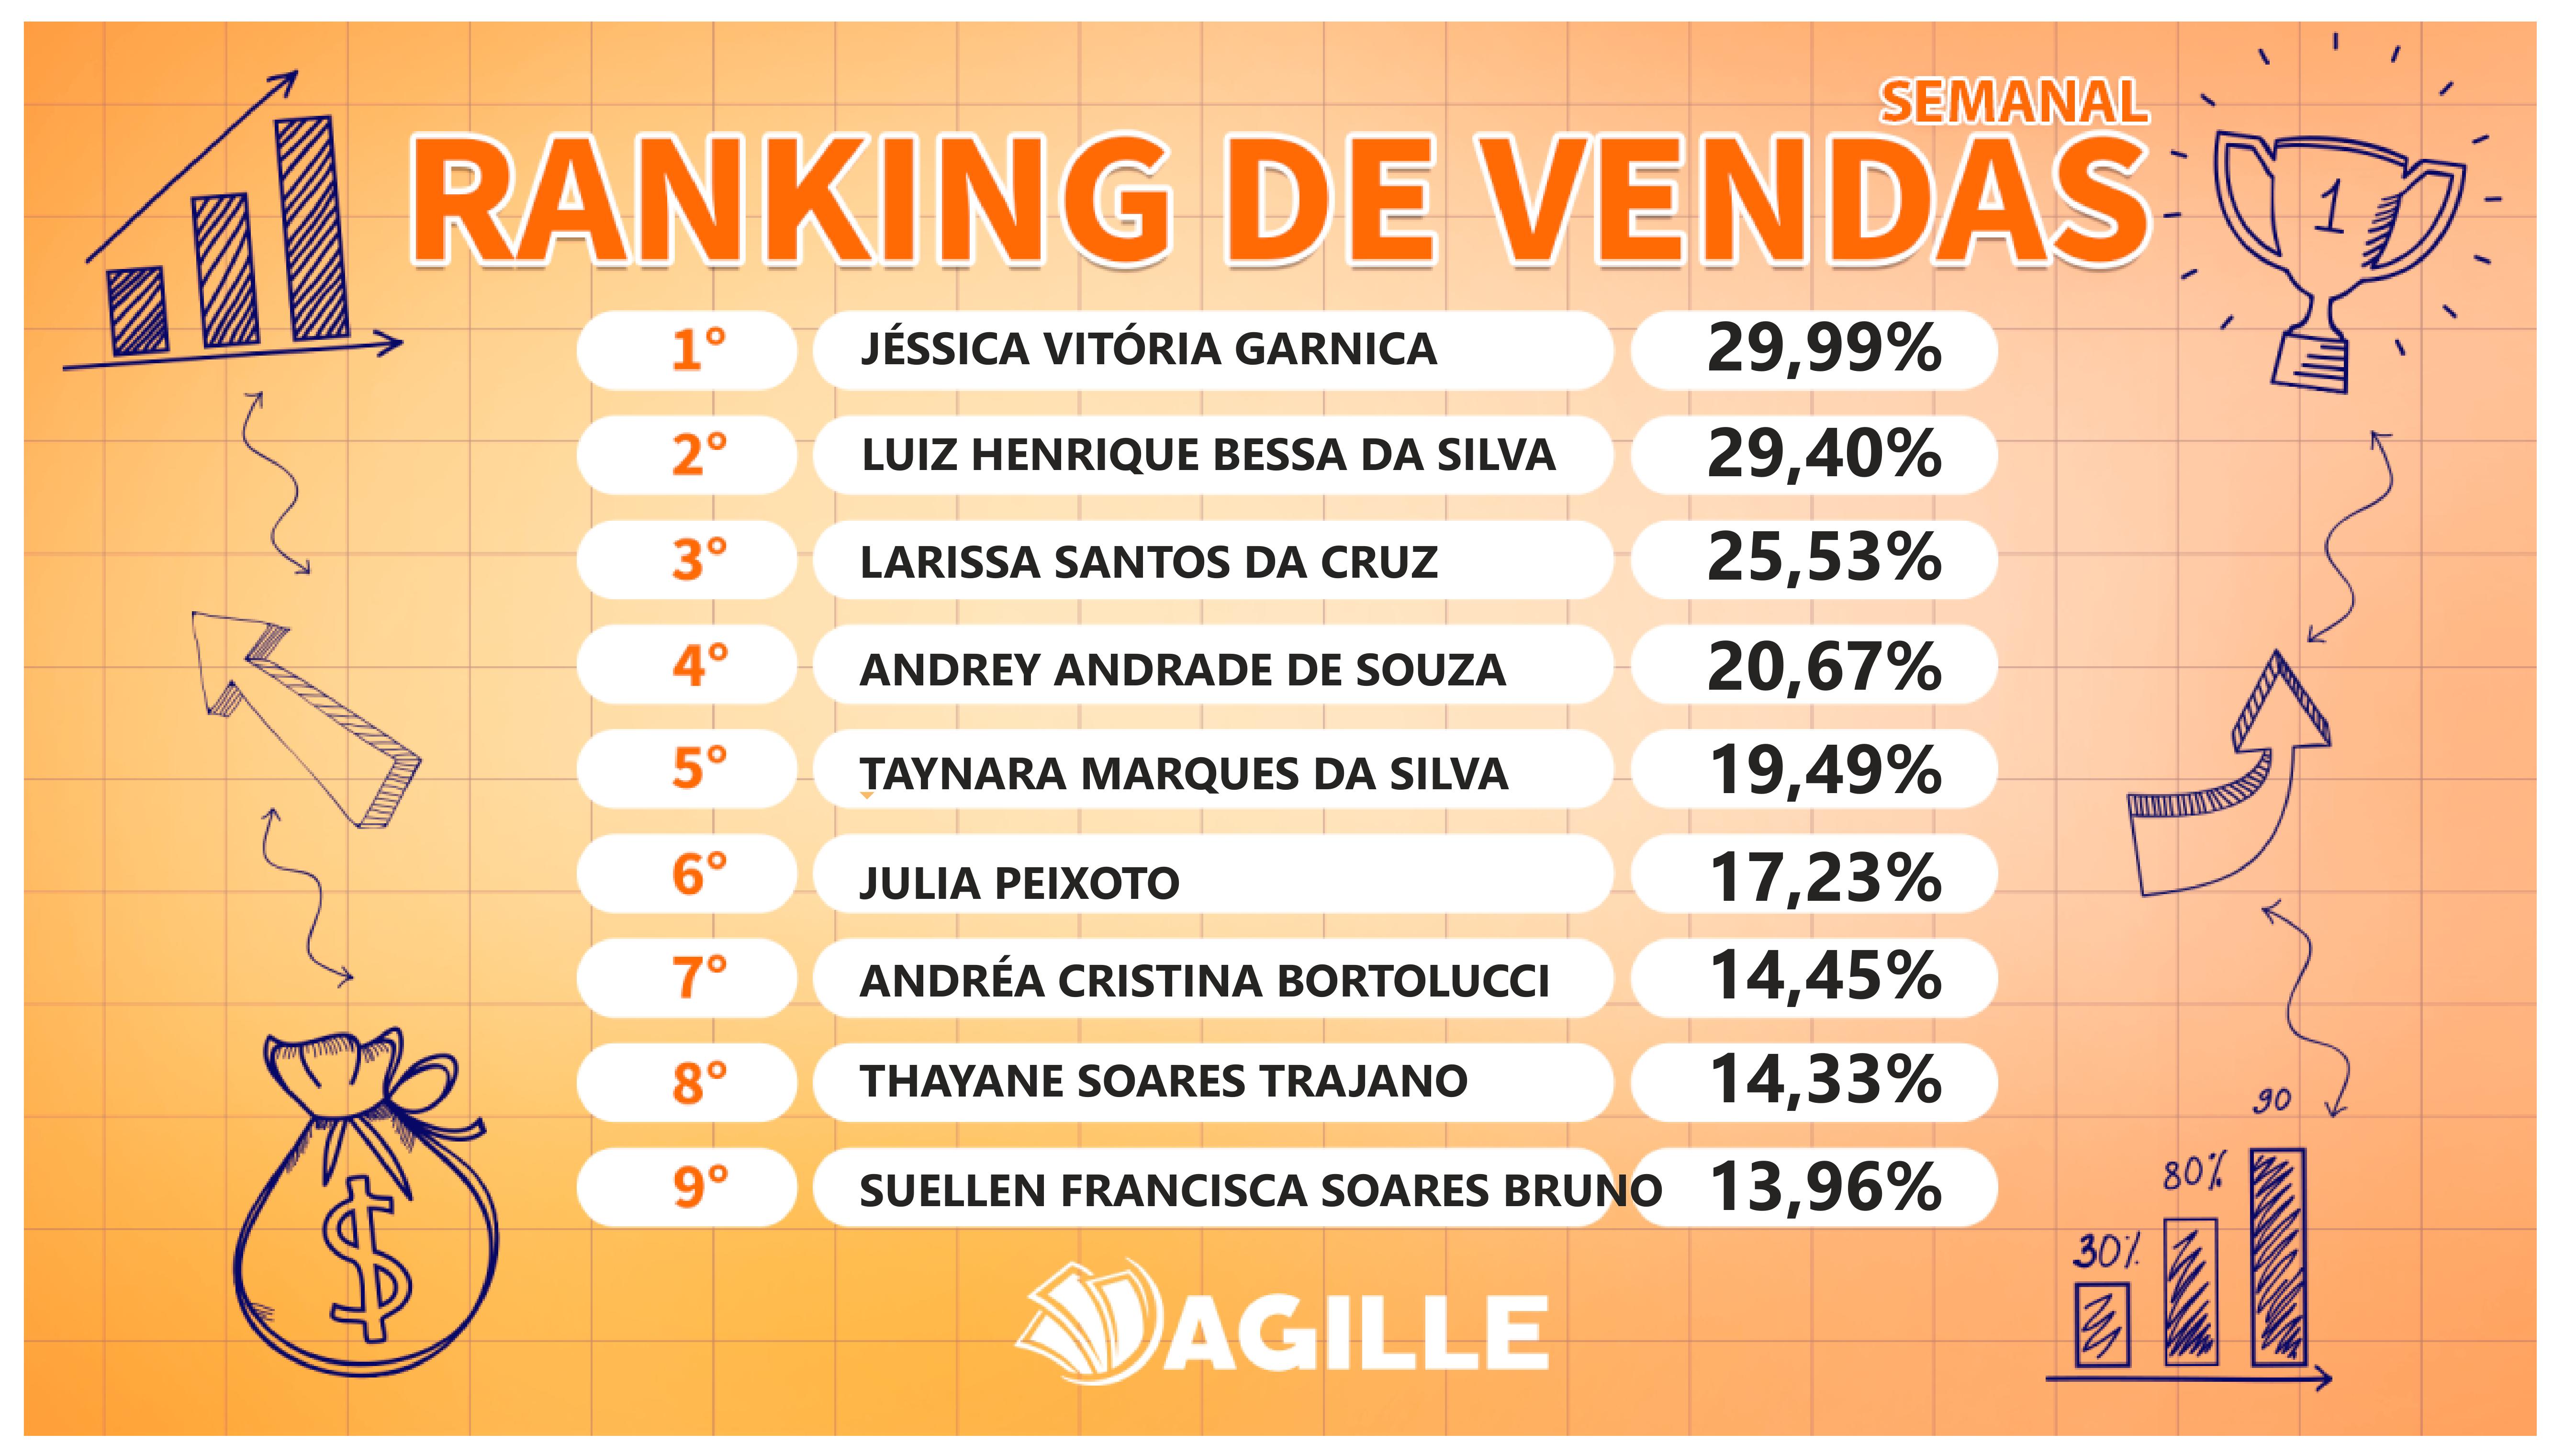 SEMANAL
RANKING DE VENDAS
1
1° JÉSSICA VITÓRIA GARNICA 29,99%
2° LUIZ HENRIQUE BESSA DA SILVA 29,40%
3° LARISSA SANTOS DA CRUZ 25,53%
4° ANDREY ANDRADE DE SOUZA 20,67%
5° TAYNARA MARQUES DA SILVA 19,49%
6° JULIA PEIXOTO 17,23%
7° ANDRÉA CRISTINA BORTOLUCCI 14,45%
8° THAYANE SOARES TRAJANO 14,33%
9° SUELLEN FRANCISCA SOARES BRUNO 13,96%
90
80%
30%
$
AGILLE